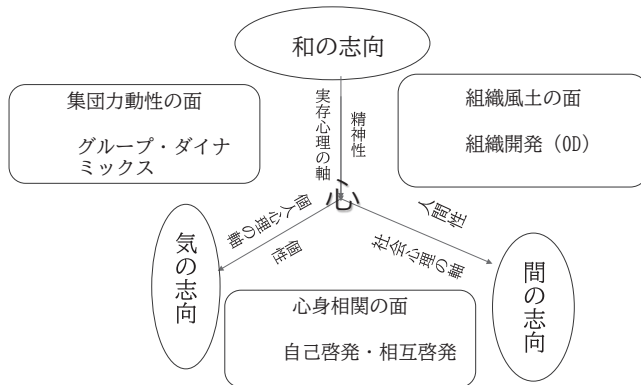 和の志向
集団力動性の面
グループ・ダイナ
ミックス
実存心理の軸
精神性
組織風土の面
組織開発（OD）
心
個人心理の軸
個性
人間性
社会心理の軸
気の志向
間の志向
心身相関の面
自己啓発・相互啓発